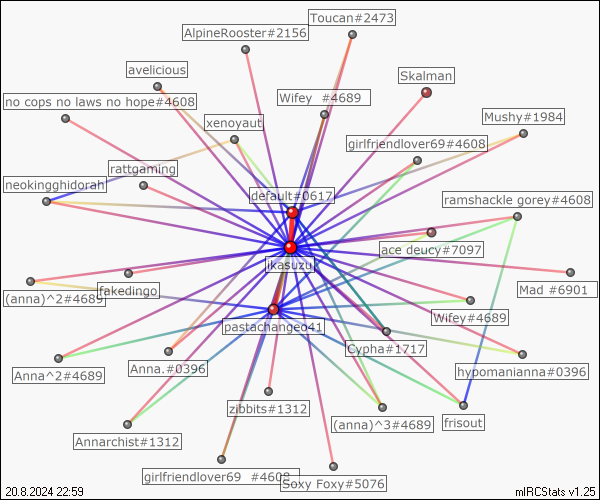 Toucan#2473
AlpineRooster#2156
avelicious
Skalman
no cops no laws no hope#4608
Wifey  #4689
Mushy#1984
xenoyaut
girlfriendlover69#4608
rattgaming
neokingghidorah
default#0617
ramshackle gorey#4608
ace deucy#7097
ikasuzu
fakedingo
(anna)^2#4689
Mad  #6901
Wifey#4689
pastachangeo41
Cypha#1717
Anna.#0396
hypomanianna#0396
Anna^2#4689
zibbits#1312
(anna)^3#4689
frisout
Annarchist#1312
girlfriendlover69  #4608
Soxy Foxy#5076
20.8.2024 22:59
mIRCStats v1.25